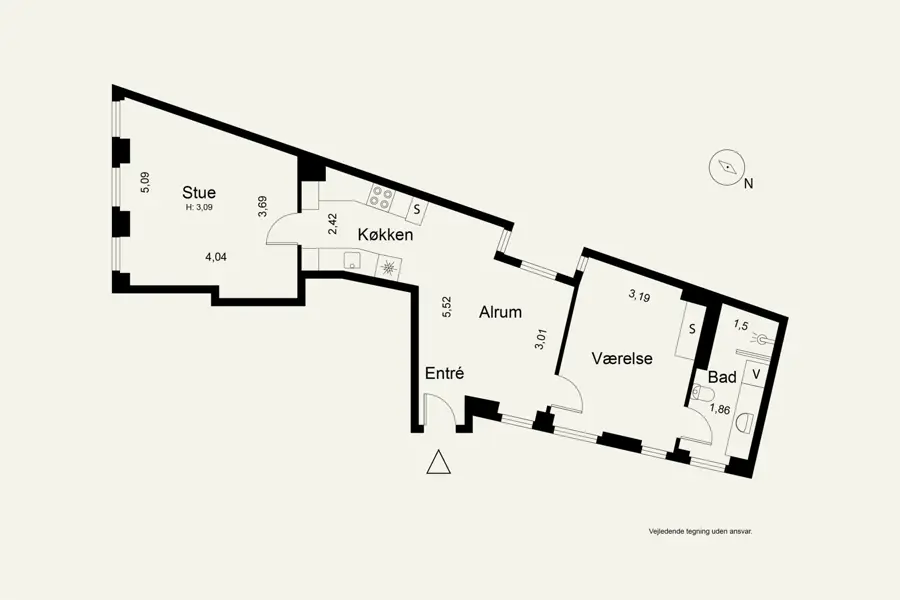 N
5,09
Stue
H: 3,09
3,69
4,04
2,42
S
Køkken
5,52
Alrum
3,01
Entré
3,19
S
Værelse
1,5
V
Bad
1,86
Vejledende tegning uden ansvar.